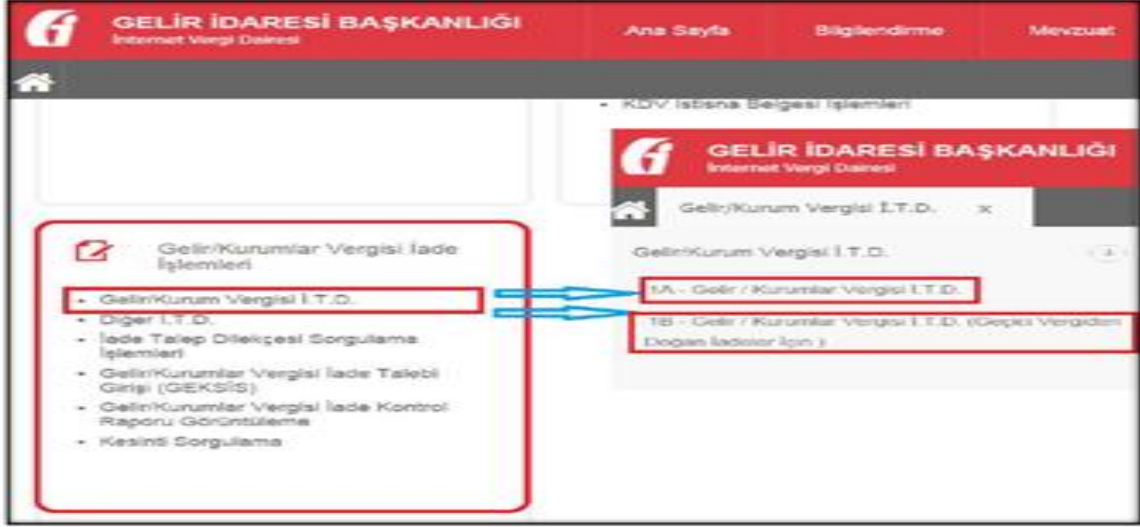 GELİR İDARESİ BAŞKANLIĞI
İnternet Vergi Dairesi
Ana Sayfa
Bilgilendirme
Mevzuat
KDV İstisna Belgesi İşlemleri
GELİR İDARESİ BAŞKANLIĞI
İnternet Vergi Dairesi
Gelir/Kurum Vergisi İ.T.D. x
Gelir/Kurum Vergisi İ.T.D.
1A - Gelir / Kurumlar Vergisi İ.T.D.
1B - Gelir / Kurumlar Vergisi İ.T.D. (Geçici Vergiden
Doğan İadeler İçin )
Gelir/Kurumlar Vergisi İade
İşlemleri
Gelir/Kurum Vergisi İ.T.D.
Diğer İ.T.D.
İade Talep Dilekçesi Sorgulama
İşlemleri
Gelir/Kurumlar Vergisi İade Talebi
Girişi (GEKSİS)
Gelir/Kurumlar Vergisi İade Kontrol
Raporu Görüntüleme
Kesinti Sorgulama